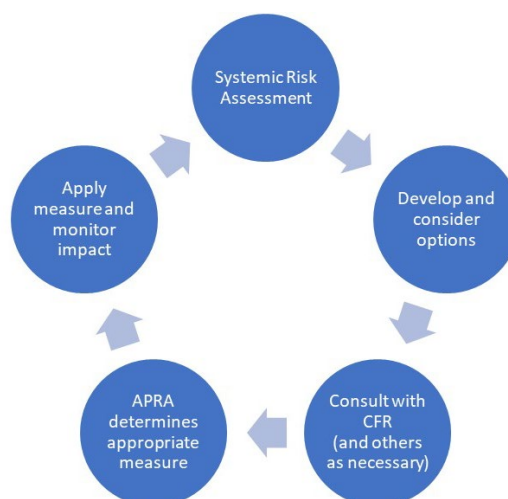 Systemic Risk
Assessment
Develop and
consider
options
Consult with
CFR
(and others
as necessary)
APRA
determines
appropriate
measure
Apply
measure and
monitor
impact